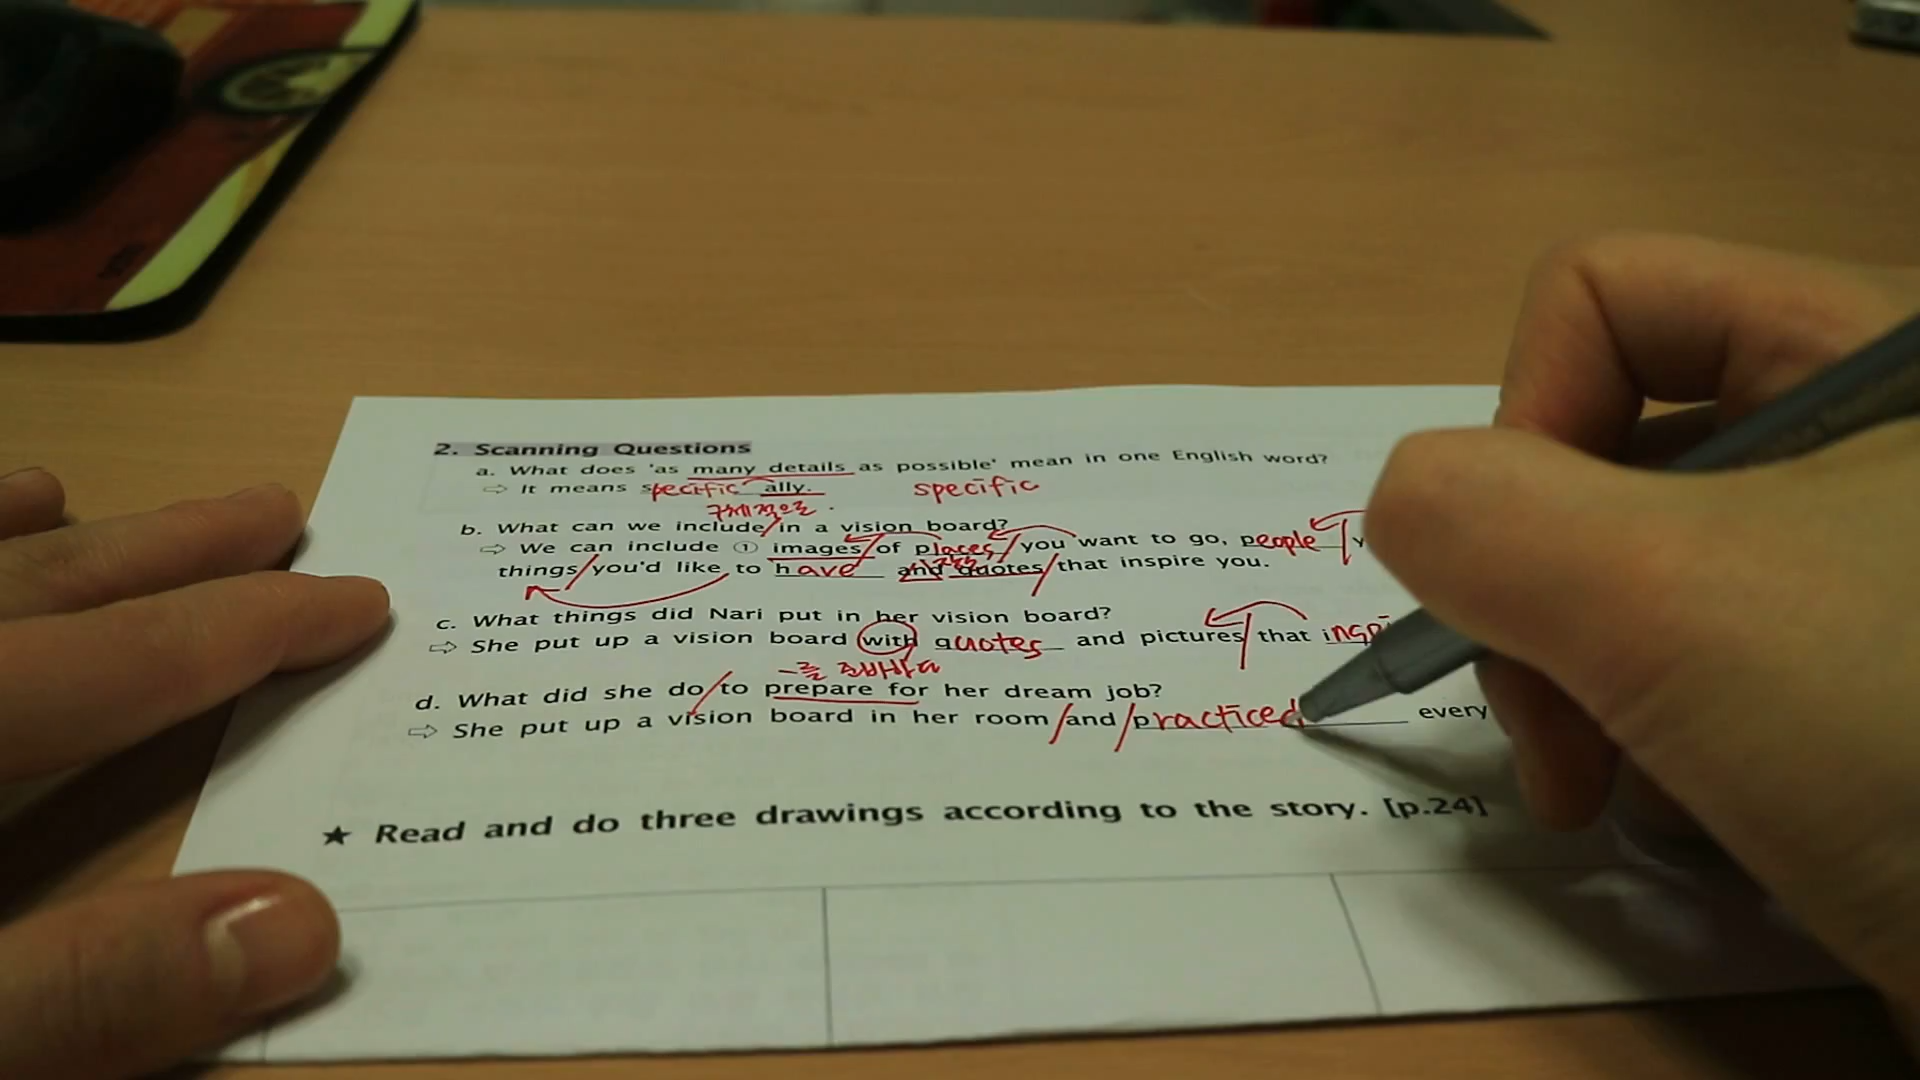 2. Scanning Questions
a. What does 'as many details as possible' mean in one English word?
⇨ It means specific ally. specific
구체적으로.
b. What can we include/in a vision board?
⇨ We can include ① images/of places/you want to go, people
things/you'd like to have and quotes/that inspire you.
c. What things did Nari put in her vision board?
⇨ She put up a vision board with quotes and pictures/that inspi
~를 준비하다
d. What did she do/to prepare for her dream job?
⇨ She put up a vision board in her room/and/practiced every
★ Read and do three drawings according to the story. [p.24]